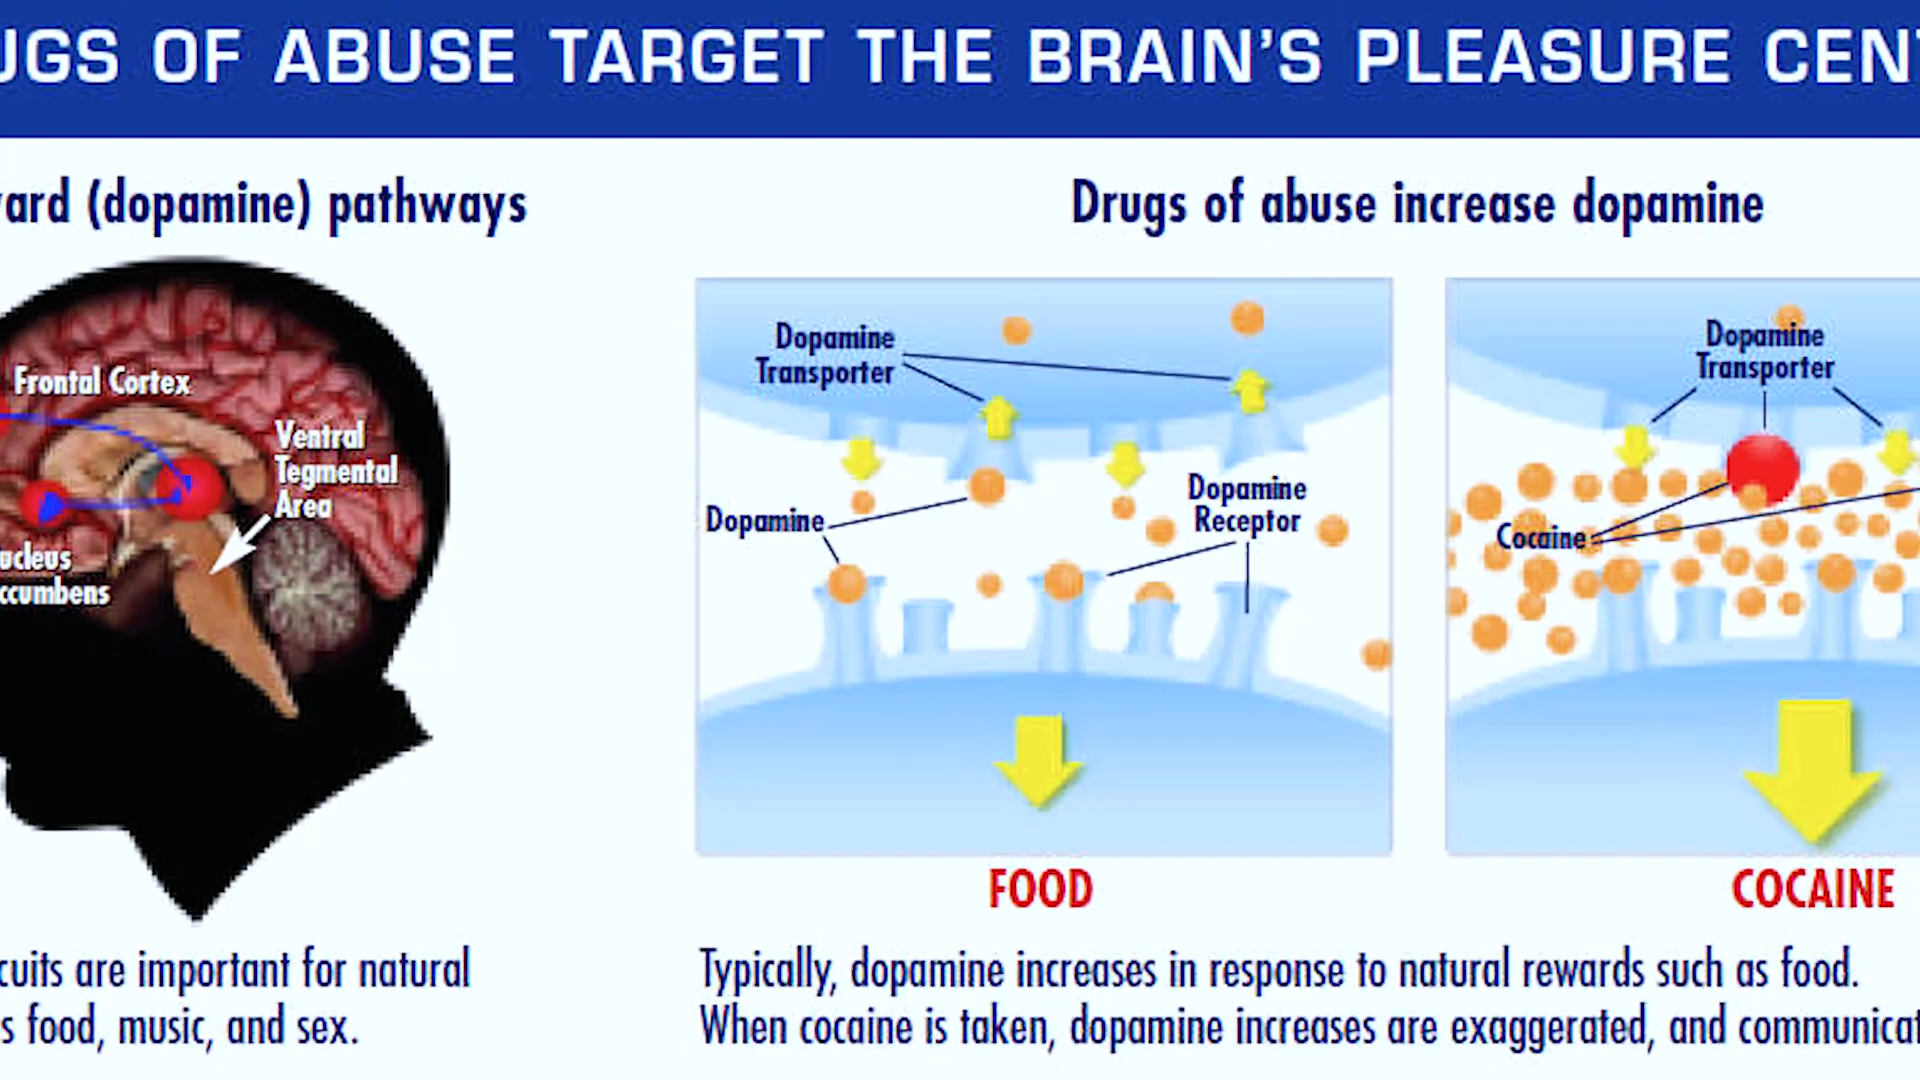 UGS OF ABUSE TARGET THE BRAIN'S PLEASURE CENT
ward (dopamine) pathways
Frontal Cortex
Ventral
Tegmental
Area
ucleus
ccumbens
cuits are important for natural
s food, music, and sex.
Drugs of abuse increase dopamine
Dopamine
Transporter
Dopamine
Dopamine
Receptor
FOOD
Dopamine
Transporter
Cocaine
COCAINE
Typically, dopamine increases in response to natural rewards such as food.
When cocaine is taken, dopamine increases are exaggerated, and communicat